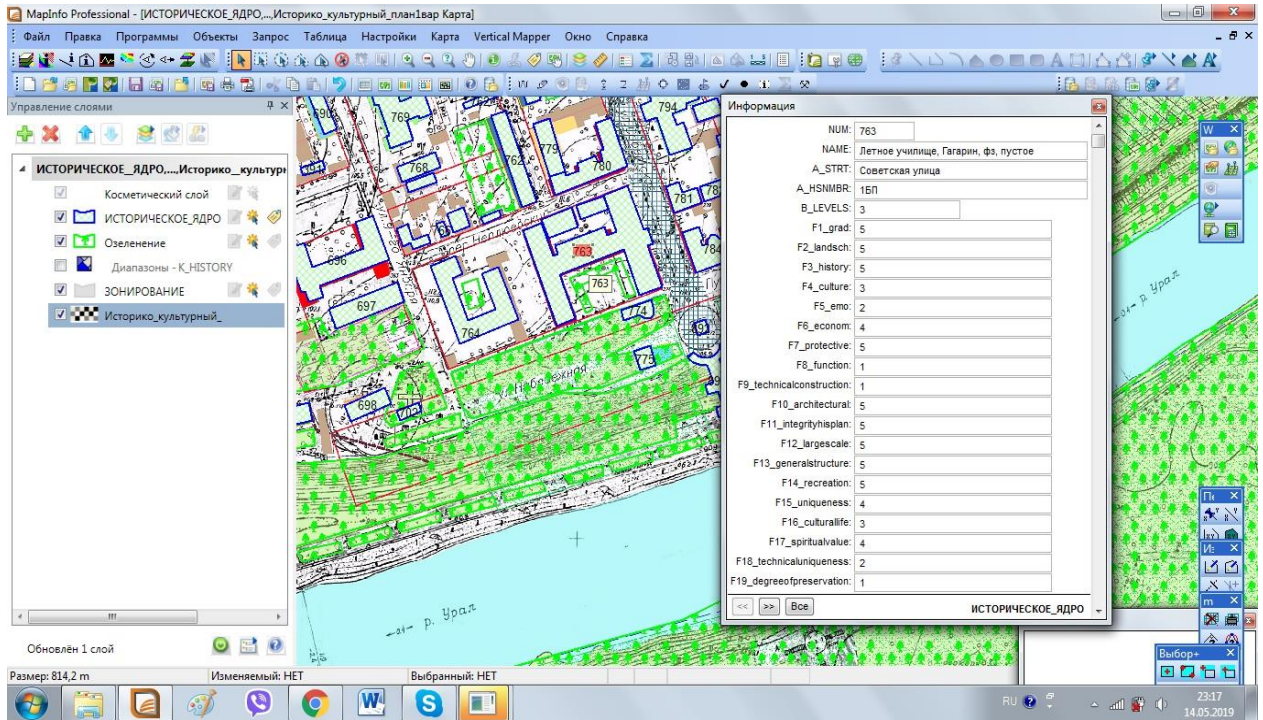 MapInfo Professional - [ИСТОРИЧЕСКОЕ_ЯДРО,...,Историко_культурный_план1вар Карта]
Файл Правка Программы Объекты Запрос Таблица Настройки Карта Vertical Mapper Окно Справка
Управление слоями
ИСТОРИЧЕСКОЕ_ЯДРО,...,Историко_культурн
Косметический слой
ИСТОРИЧЕСКОЕ_ЯДРО
Озеленение
Диапазоны - K_HISTORY
ЗОНИРОВАНИЕ
Историко_культурный_
Обновлён 1 слой
769
794
768
762
779
780
781
696
763
763
697
764
774
775
698
702
Набережная
р. Урал
р. Урал
Информация
NUM: 763
NAME: Летное училище, Гагарин, фз, пустое
A_STRT: Советская улица
A_HSNMBR: 1БП
B_LEVELS: 3
F1_grad: 5
F2_landsch: 5
F3_history: 5
F4_culture: 3
F5_emo: 2
F6_econom: 4
F7_protective: 5
F8_function: 1
F9_technicalconstruction: 1
F10_architectural: 5
F11_integrityhisplan: 5
F12_largescale: 5
F13_generalstructure: 5
F14_recreation: 5
F15_uniqueness: 4
F16_culturallife: 3
F17_spiritualvalue: 4
F18_technicaluniqueness: 2
F19_degreeofpreservation: 1
<< >> Все ИСТОРИЧЕСКОЕ_ЯДРО
Выбор+
Размер: 814,2 m Изменяемый: НЕТ Выбранный: НЕТ
RU
23:17
14.05.2019